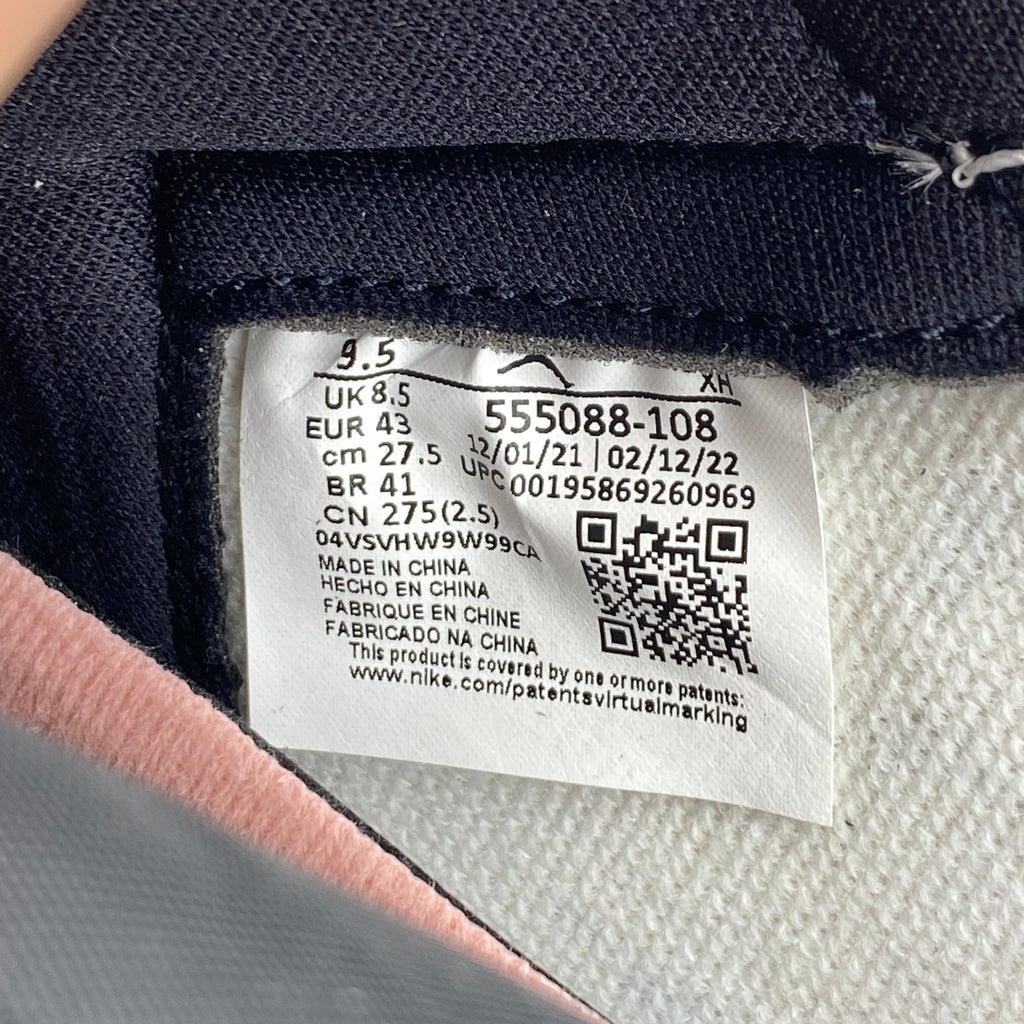 9.5
XH
UK 8.5
EUR 43
cm 27.5
BR 41
CN 275(2.5)
555088-108
12/01/21 | 02/12/22
UPC 00195869260969
04VSVHW9W99CA
MADE IN CHINA
HECHO EN CHINA
FABRIQUE EN CHINE
FABRICADO NA CHINA
This product is covered by one or more patents:
www.nike.com/patentsvirtualmarking